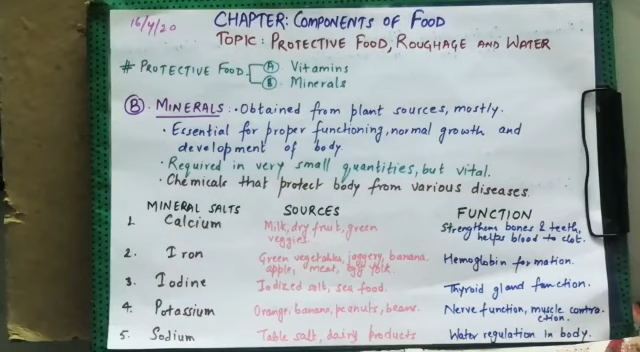 16/4/20
CHAPTER: COMPONENTS OF FOOD
TOPIC: PROTECTIVE FOOD, ROUGHAGE AND WATER
# PROTECTIVE FOOD A Vitamins
B Minerals
B. MINERALS: • Obtained from plant sources, mostly.
• Essential for proper functioning, normal growth and
development of body.
• Required in very small quantities, but vital.
• Chemicals that protect body from various diseases.
MINERAL SALTS SOURCES FUNCTION
1. Calcium Milk, dry fruit, green Strengthens bones & teeth,
veggies. helps blood to clot.
2. Iron Green vegetables, jaggery, banana, Hemoglobin formation.
apple, meat, egg yolk.
3. Iodine Iodized salt, sea food. Thyroid gland function.
4. Potassium Orange, banana, peanuts, beans. Nerve function, muscle contra-
ction.
5. Sodium Table salt, dairy products Water regulation in body.